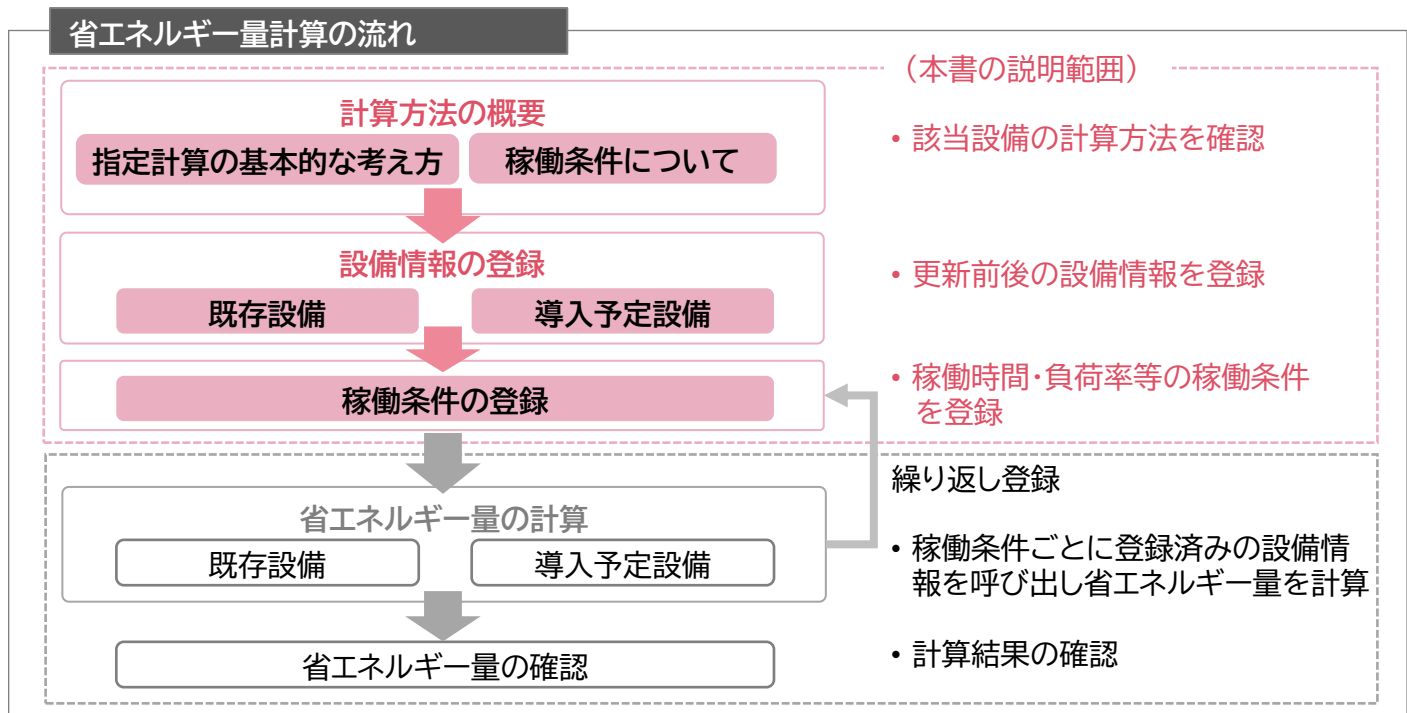 省エネルギー量計算の流れ
（本書の説明範囲）
計算方法の概要
指定計算の基本的な考え方
稼働条件について
• 該当設備の計算方法を確認
設備情報の登録
既存設備
導入予定設備
• 更新前後の設備情報を登録
稼働条件の登録
• 稼働時間・負荷率等の稼働条件
を登録
繰り返し登録
省エネルギー量の計算
既存設備
導入予定設備
• 稼働条件ごとに登録済みの設備情
報を呼び出し省エネルギー量を計算
省エネルギー量の確認
• 計算結果の確認